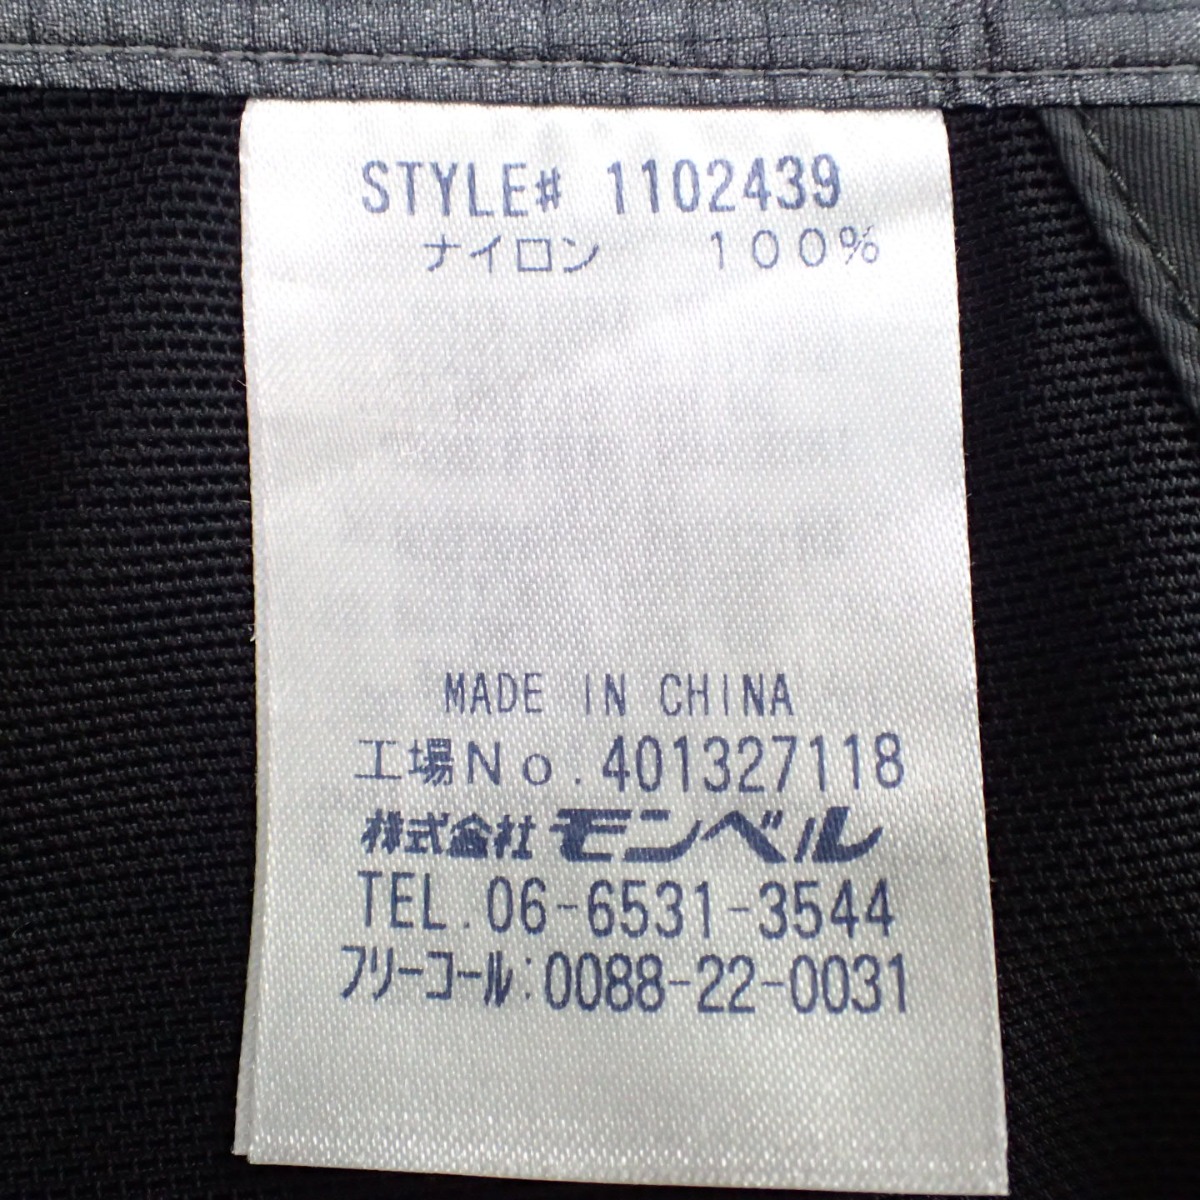 STYLE# 1102439
ナイロン 100%
MADE IN CHINA
工場No.401327118
株式会社モンベル
TEL.06-6531-3544
フリーコール:0088-22-0031